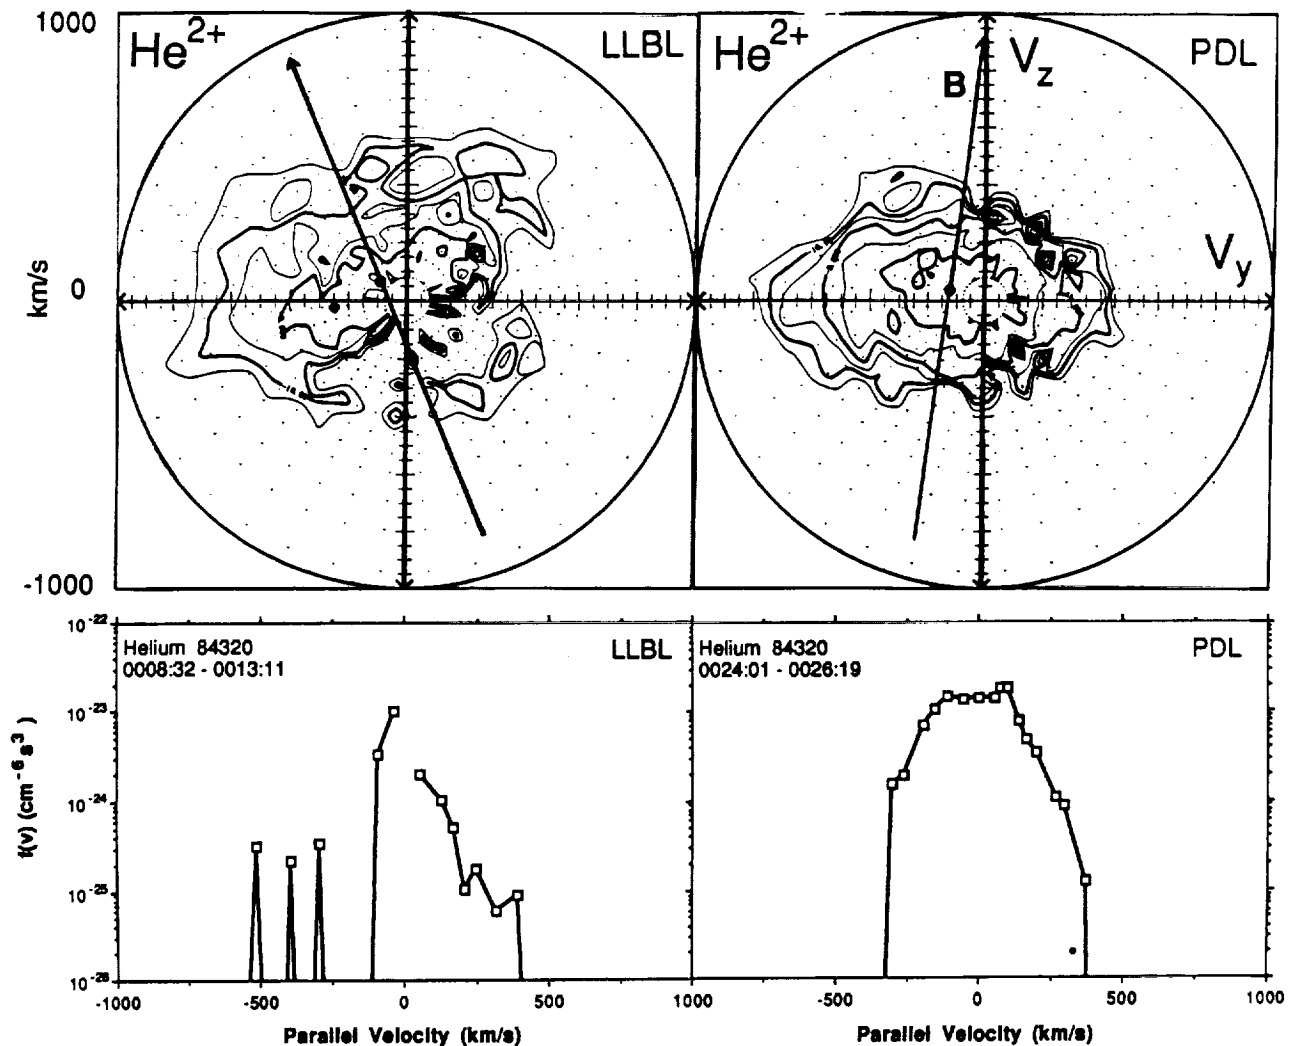 1000
He2+
LLBL
km/s
0
-1000
He2+
B
Vz
PDL
Vy
10-22
10-23
10-24
10-25
10-26
f(v) (cm-6s3)
Helium 84320
0008:32 - 0013:11
LLBL
Helium 84320
0024:01 - 0026:19
PDL
-1000
-500
0
500
1000
-500
0
500
1000
Parallel Velocity (km/s)
Parallel Velocity (km/s)